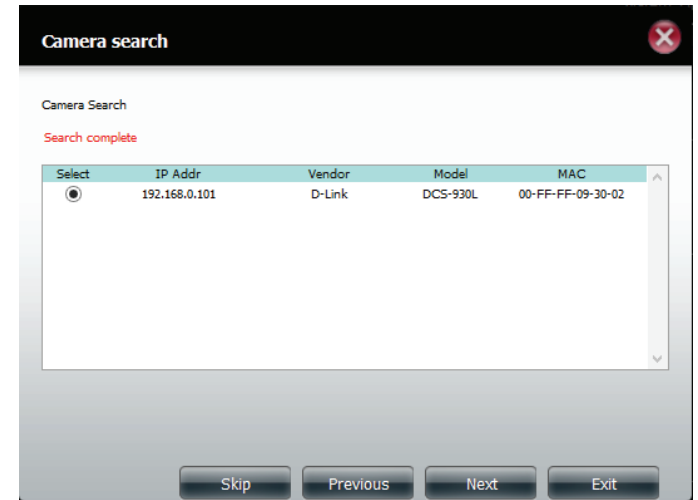 Camera search
Camera Search
Search complete
Select IP Addr Vendor Model MAC
192.168.0.101 D-Link DCS-930L 00-FF-FF-09-30-02
Skip Previous Next Exit